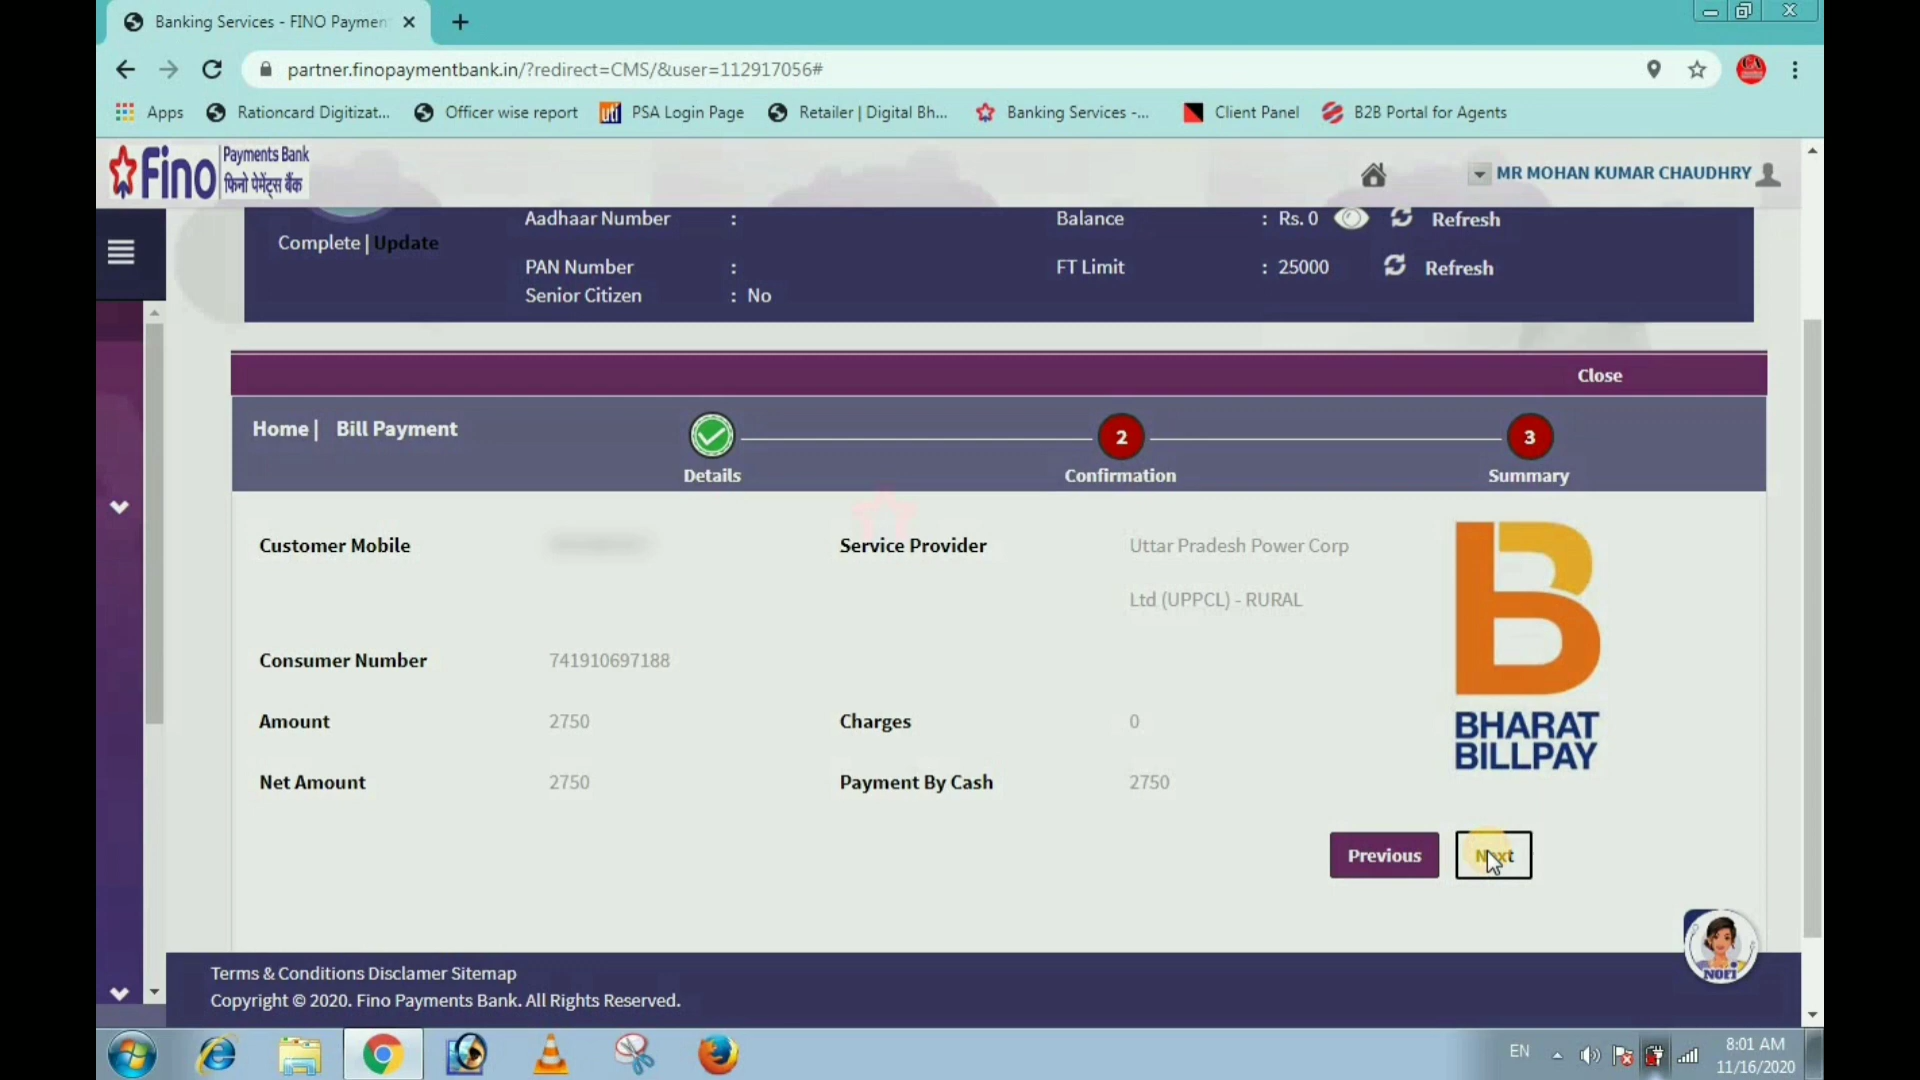 Banking Services - FINO Paymen
partner.finopaymentbank.in/?redirect=CMS/&user=112917056#
Apps Rationcard Digitizat... Officer wise report uti PSA Login Page Retailer | Digital Bh... Banking Services -... Client Panel B2B Portal for Agents
Fino Payments Bank
फिनो पेमेंट्स बैंक
MR MOHAN KUMAR CHAUDHRY
Aadhaar Number : Balance : Rs. 0 Refresh
Complete | Update
PAN Number : FT Limit : 25000 Refresh
Senior Citizen : No
Close
Home | Bill Payment 2 3
Details Confirmation Summary
Customer Mobile Service Provider Uttar Pradesh Power Corp
Ltd (UPPCL) - RURAL
Consumer Number 741910697188
Amount 2750 Charges 0
Net Amount 2750 Payment By Cash 2750
BHARAT
BILLPAY
Previous Next
NOFI
Terms & Conditions Disclamer Sitemap
Copyright © 2020. Fino Payments Bank. All Rights Reserved.
EN 8:01 AM
11/16/2020